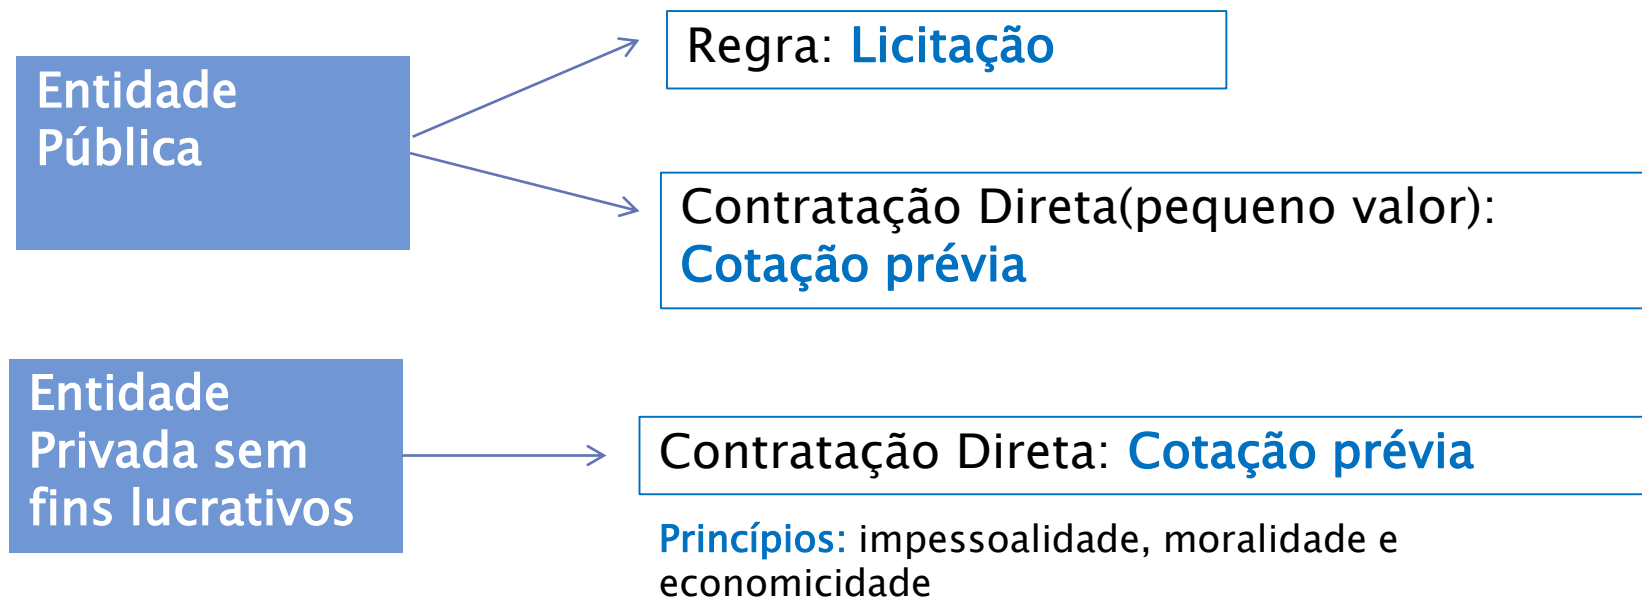 Entidade
Pública
Regra: Licitação
Contratação Direta(pequeno valor):
Cotação prévia
Entidade
Privada sem
fins lucrativos
Contratação Direta: Cotação prévia
Princípios: impessoalidade, moralidade e
economicidade